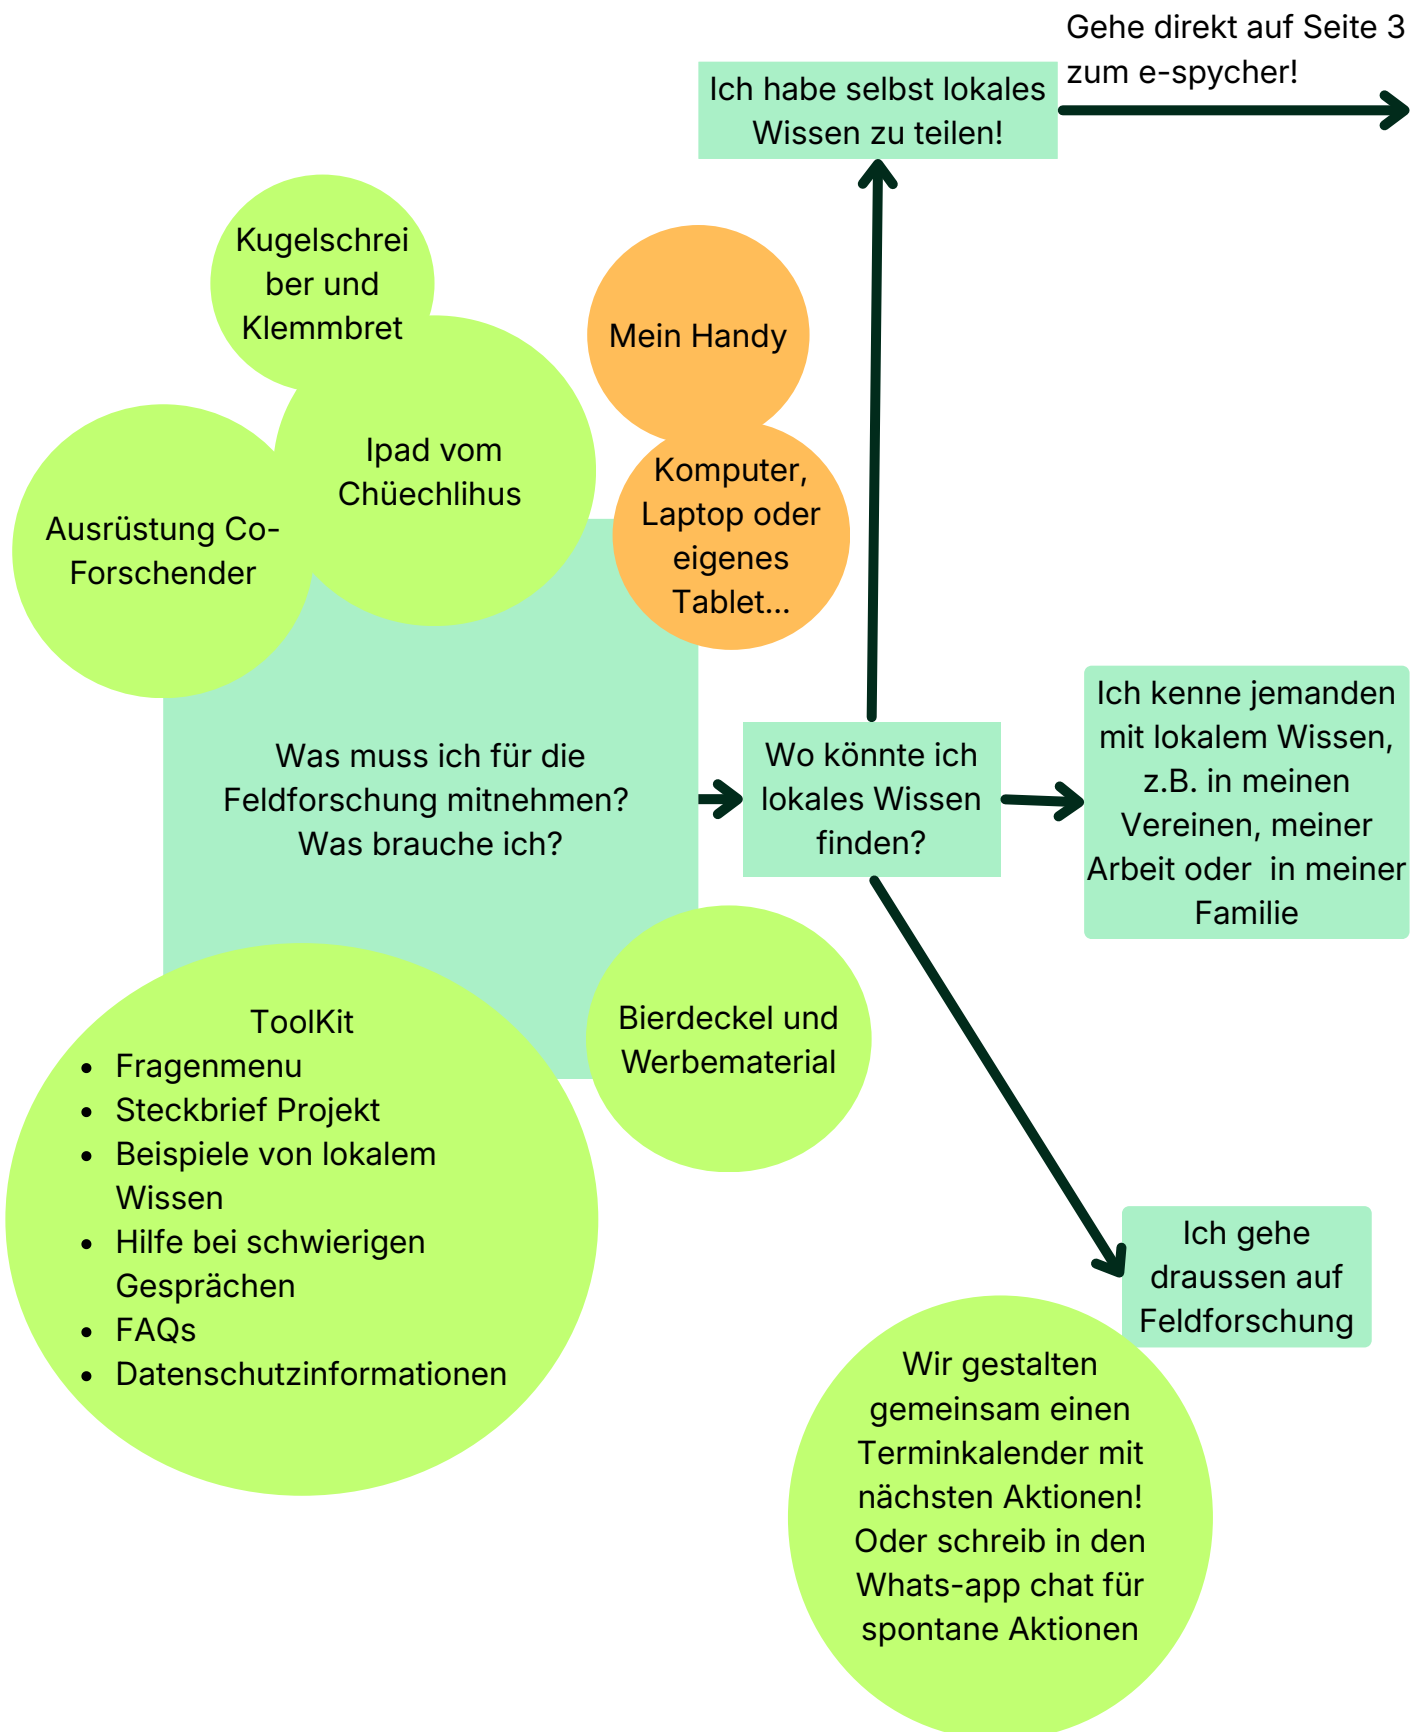 Gehe direkt auf Seite 3
zum e-spycher!
Ich habe selbst lokales
Wissen zu teilen!
Kugelschrei
ber und
Klemmbret
Mein Handy
Ipad vom
Chüechlihus
Komputer,
Laptop oder
eigenes
Tablet...
Ausrüstung Co-
Forschender
Was muss ich für die
Feldforschung mitnehmen?
Was brauche ich?
Wo könnte ich
lokales Wissen
finden?
Ich kenne jemanden
mit lokalem Wissen,
z.B. in meinen
Vereinen, meiner
Arbeit oder  in meiner
Familie
ToolKit
• Fragenmenu
• Steckbrief Projekt
• Beispiele von lokalem
Wissen
• Hilfe bei schwierigen
Gesprächen
• FAQs
• Datenschutzinformationen
Bierdeckel und
Werbematerial
Ich gehe
draussen auf
Feldforschung
Wir gestalten
gemeinsam einen
Terminkalender mit
nächsten Aktionen!
Oder schreib in den
Whats-app chat für
spontane Aktionen